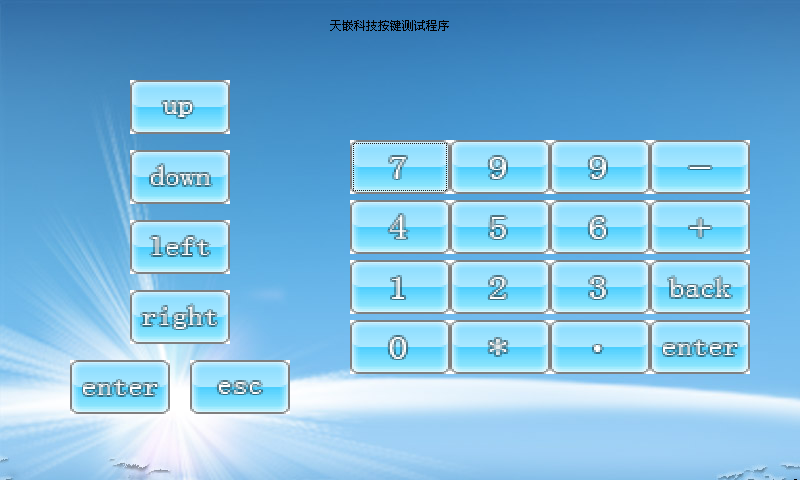 天嵌科技按键测试程序
up
down
left
right
enter esc
7 9 9 -
4 5 6 +
1 2 3 back
0 * · enter